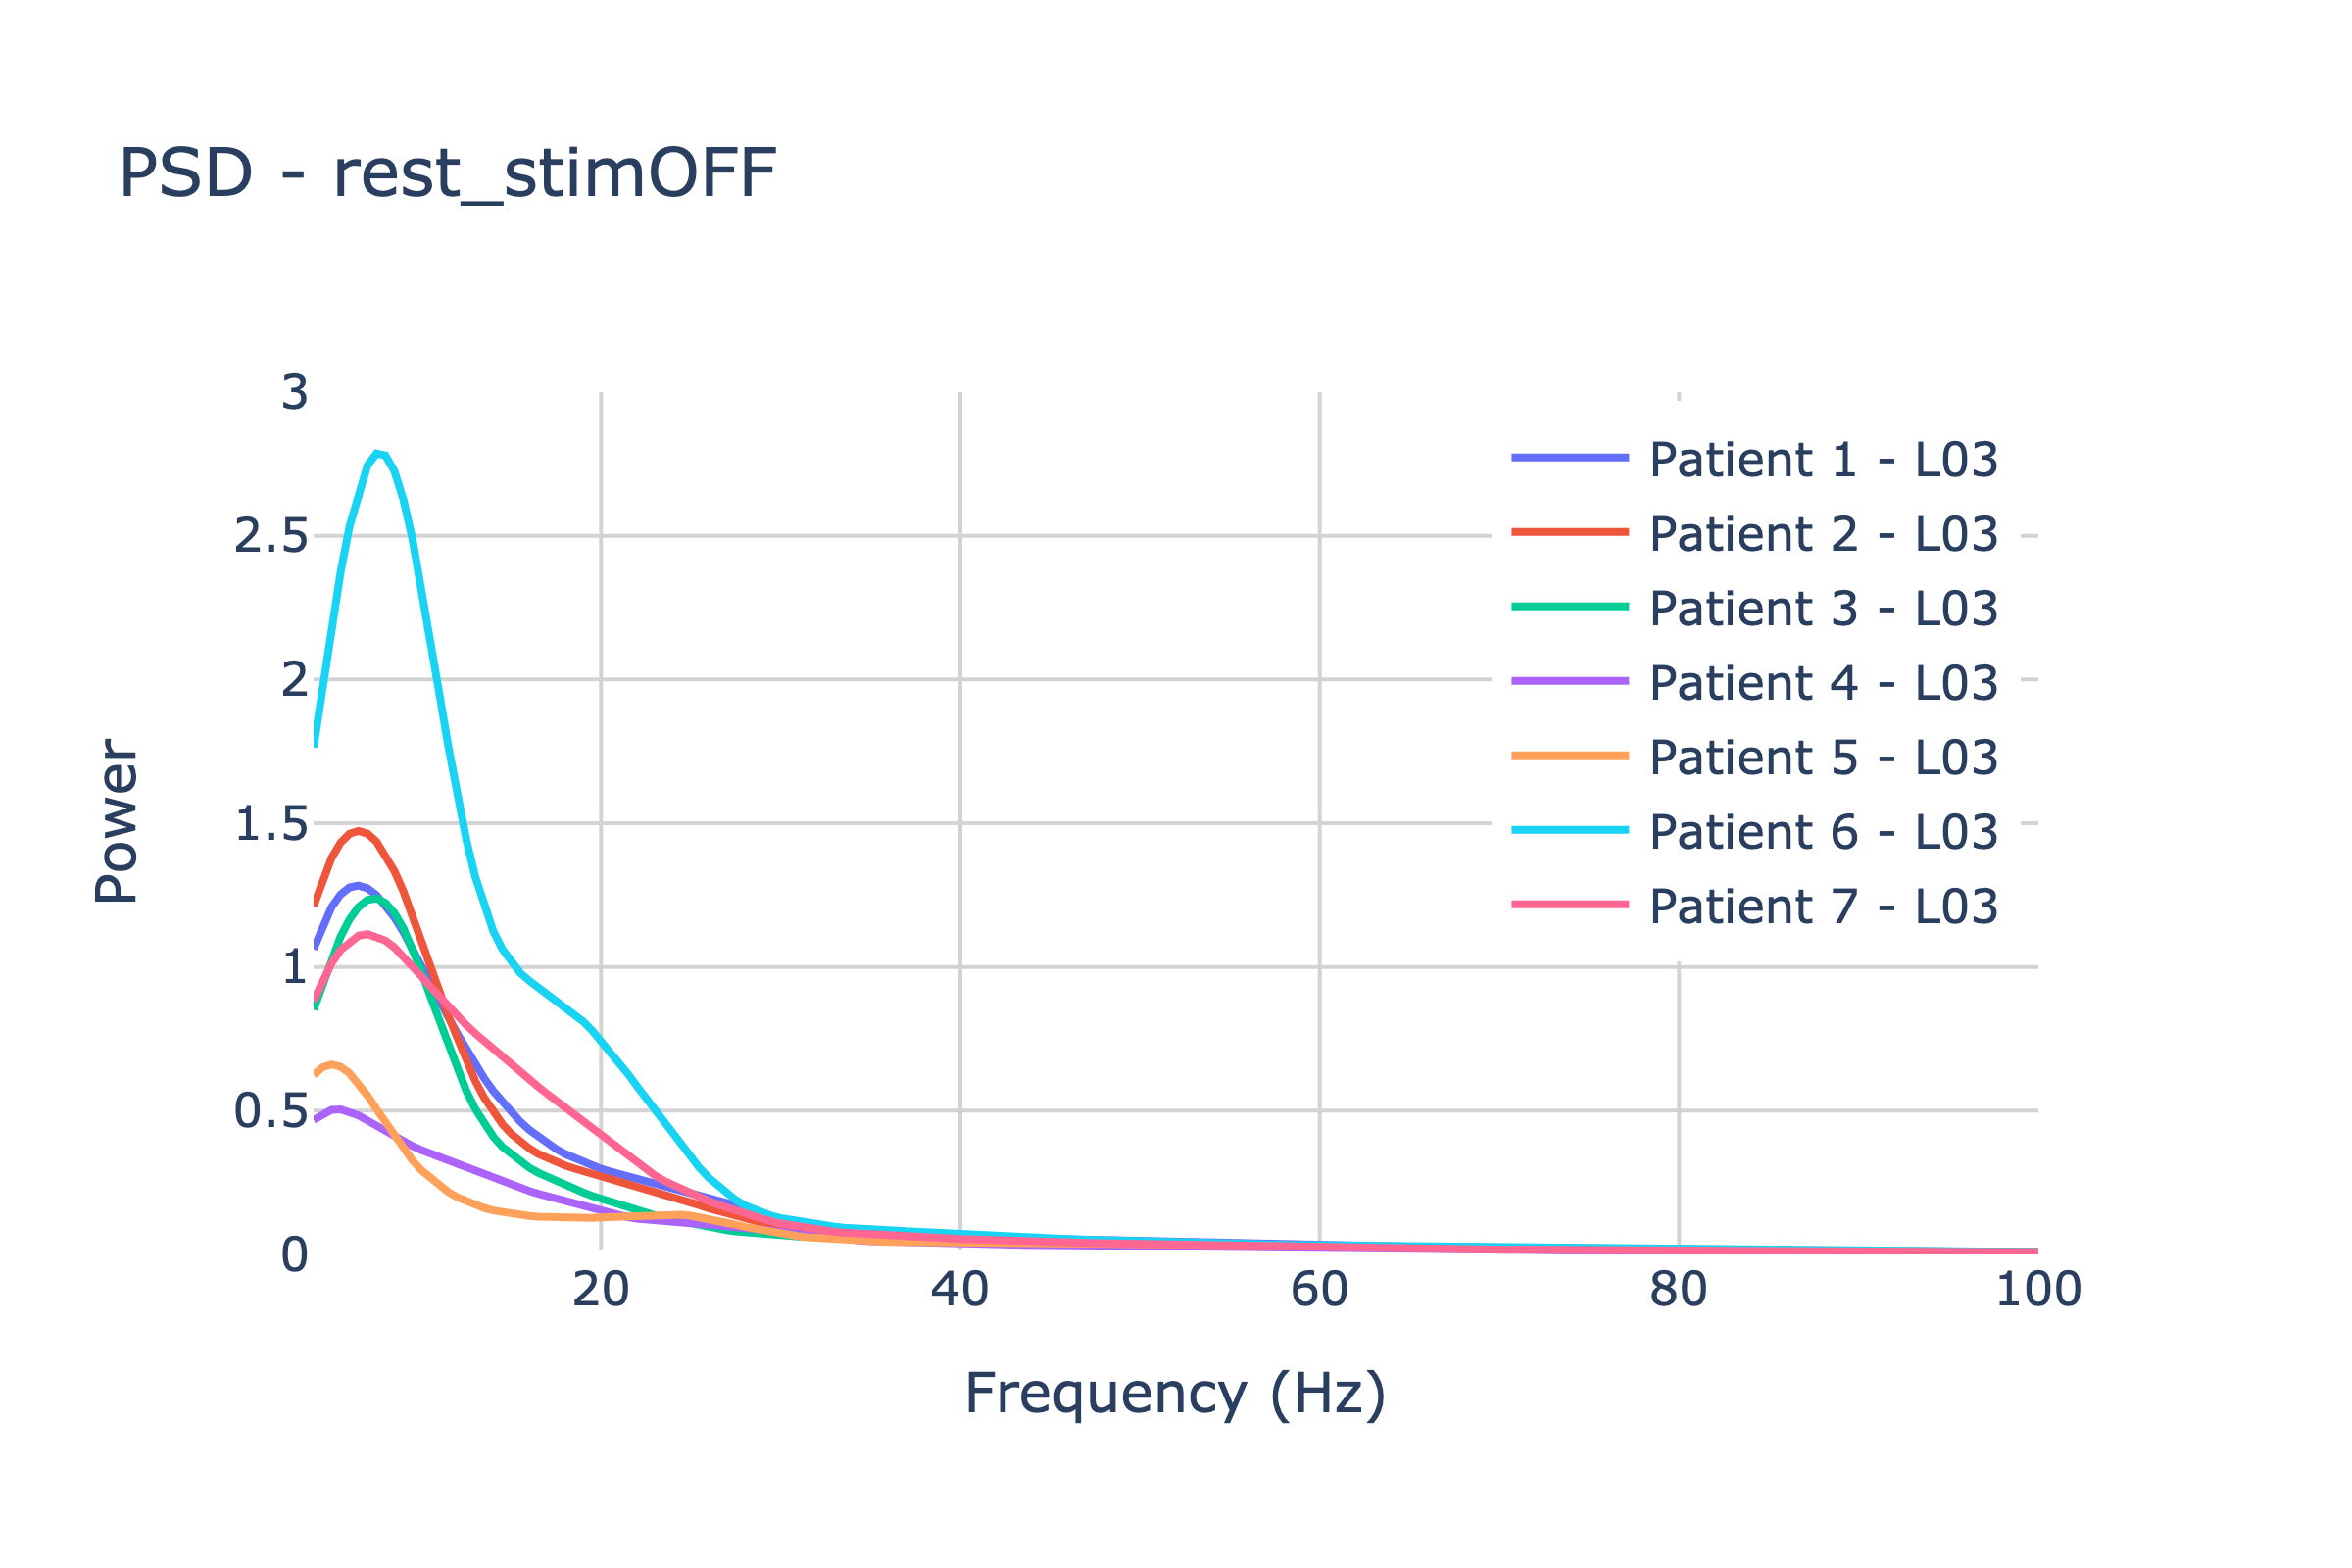 PSD - rest_stimOFF
3
2.5
2
1.5
1
0.5
0
Power
Patient 1 - L03
Patient 2 - L03
Patient 3 - L03
Patient 4 - L03
Patient 5 - L03
Patient 6 - L03
Patient 7 - L03
20 40 60 80 100
Frequency (Hz)